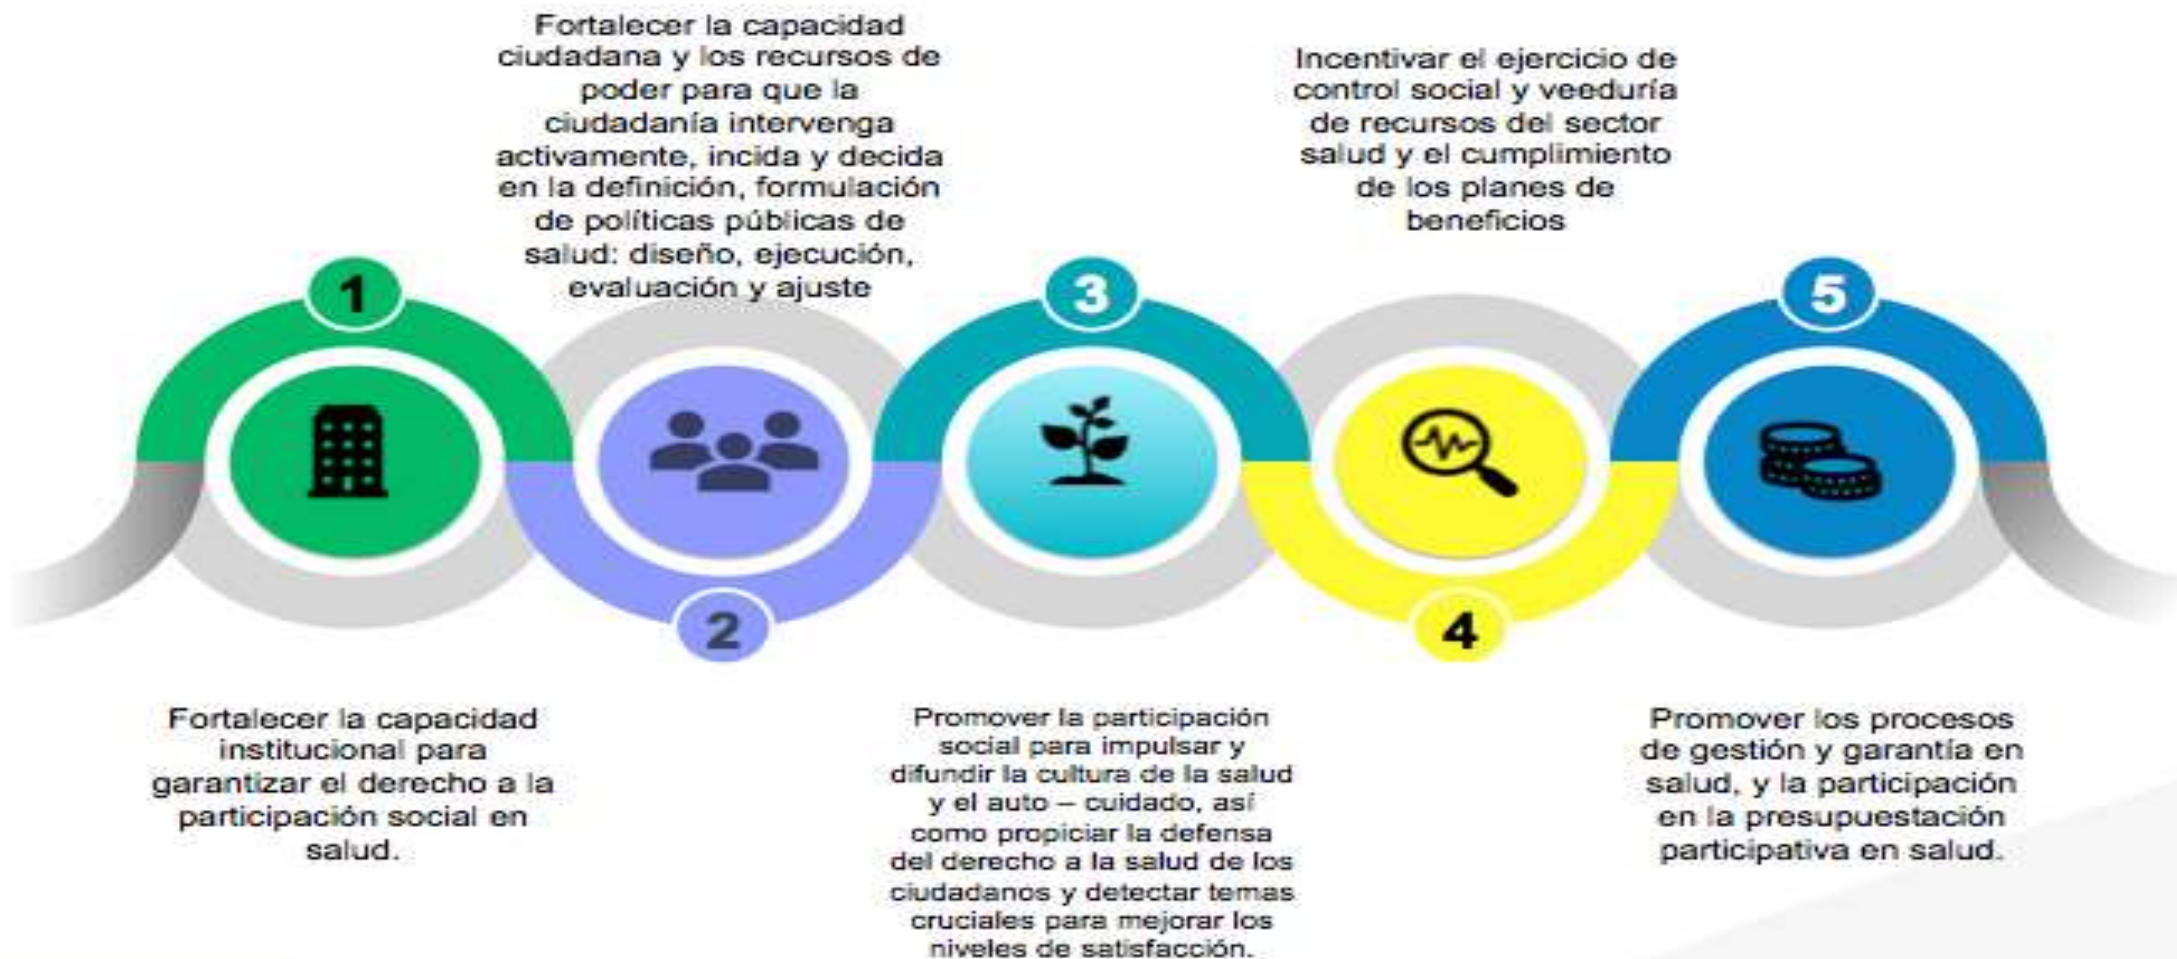 1
Fortalecer la capacidad
institucional para
garantizar el derecho a la
participación social en
salud.
Fortalecer la capacidad
ciudadana y los recursos de
poder para que la
ciudadanía intervenga
activamente, incida y decida
en la definición, formulación
de políticas públicas de
salud: diseño, ejecución,
evaluación y ajuste
2
3
Promover la participación
social para impulsar y
difundir la cultura de la salud
y el auto – cuidado, así
como propiciar la defensa
del derecho a la salud de los
ciudadanos y detectar temas
cruciales para mejorar los
niveles de satisfacción.
Incentivar el ejercicio de
control social y veeduría
de recursos del sector
salud y el cumplimiento
de los planes de
beneficios
4
5
Promover los procesos
de gestión y garantía en
salud, y la participación
en la presupuestación
participativa en salud.